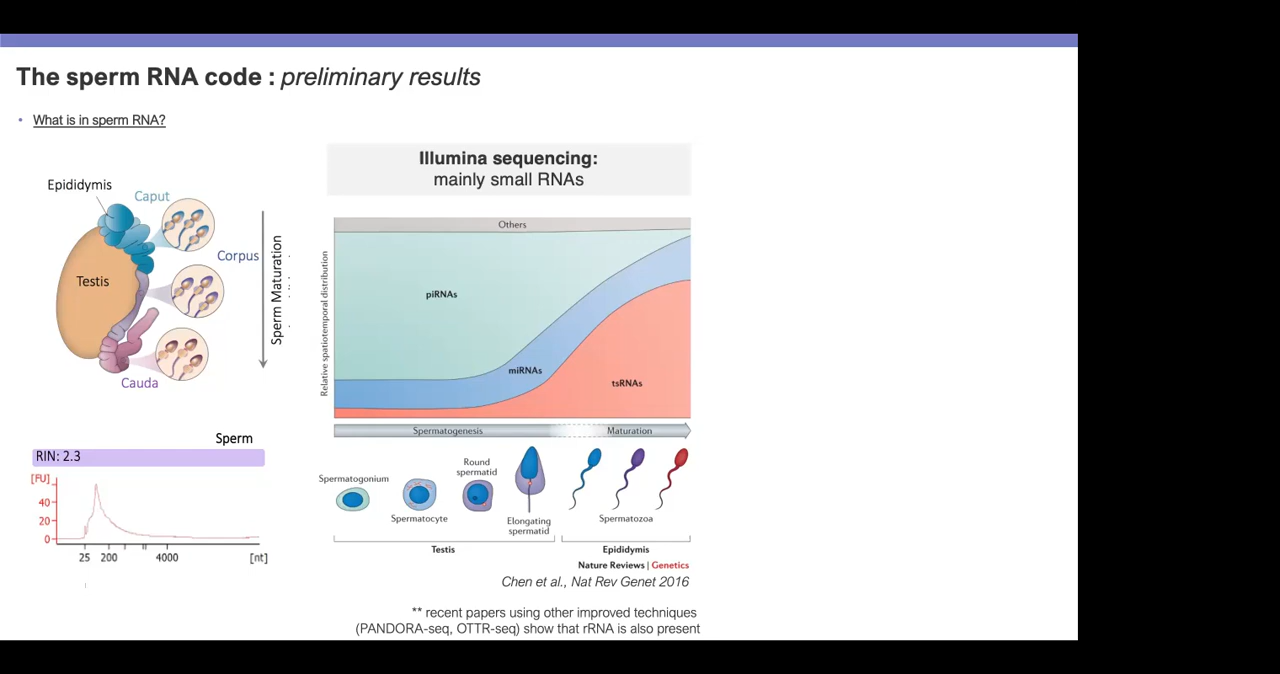 The sperm RNA code : preliminary results
• What is in sperm RNA?
Epididymis
Caput
Corpus
Testis
Cauda
Sperm Maturation
Sperm
RIN: 2.3
[FU]
40
20
0
25 200 4000 [nt]
Illumina sequencing:
mainly small RNAs
Relative spatiotemporal distribution
Others
piRNAs
miRNAs
tsRNAs
Spermatogenesis
Maturation
Spermatogonium
Spermatocyte
Round
spermatid
Elongating
spermatid
Spermatozoa
Testis
Epididymis
Nature Reviews | Genetics
Chen et al., Nat Rev Genet 2016
** recent papers using other improved techniques
(PANDORA-seq, OTTR-seq) show that rRNA is also present